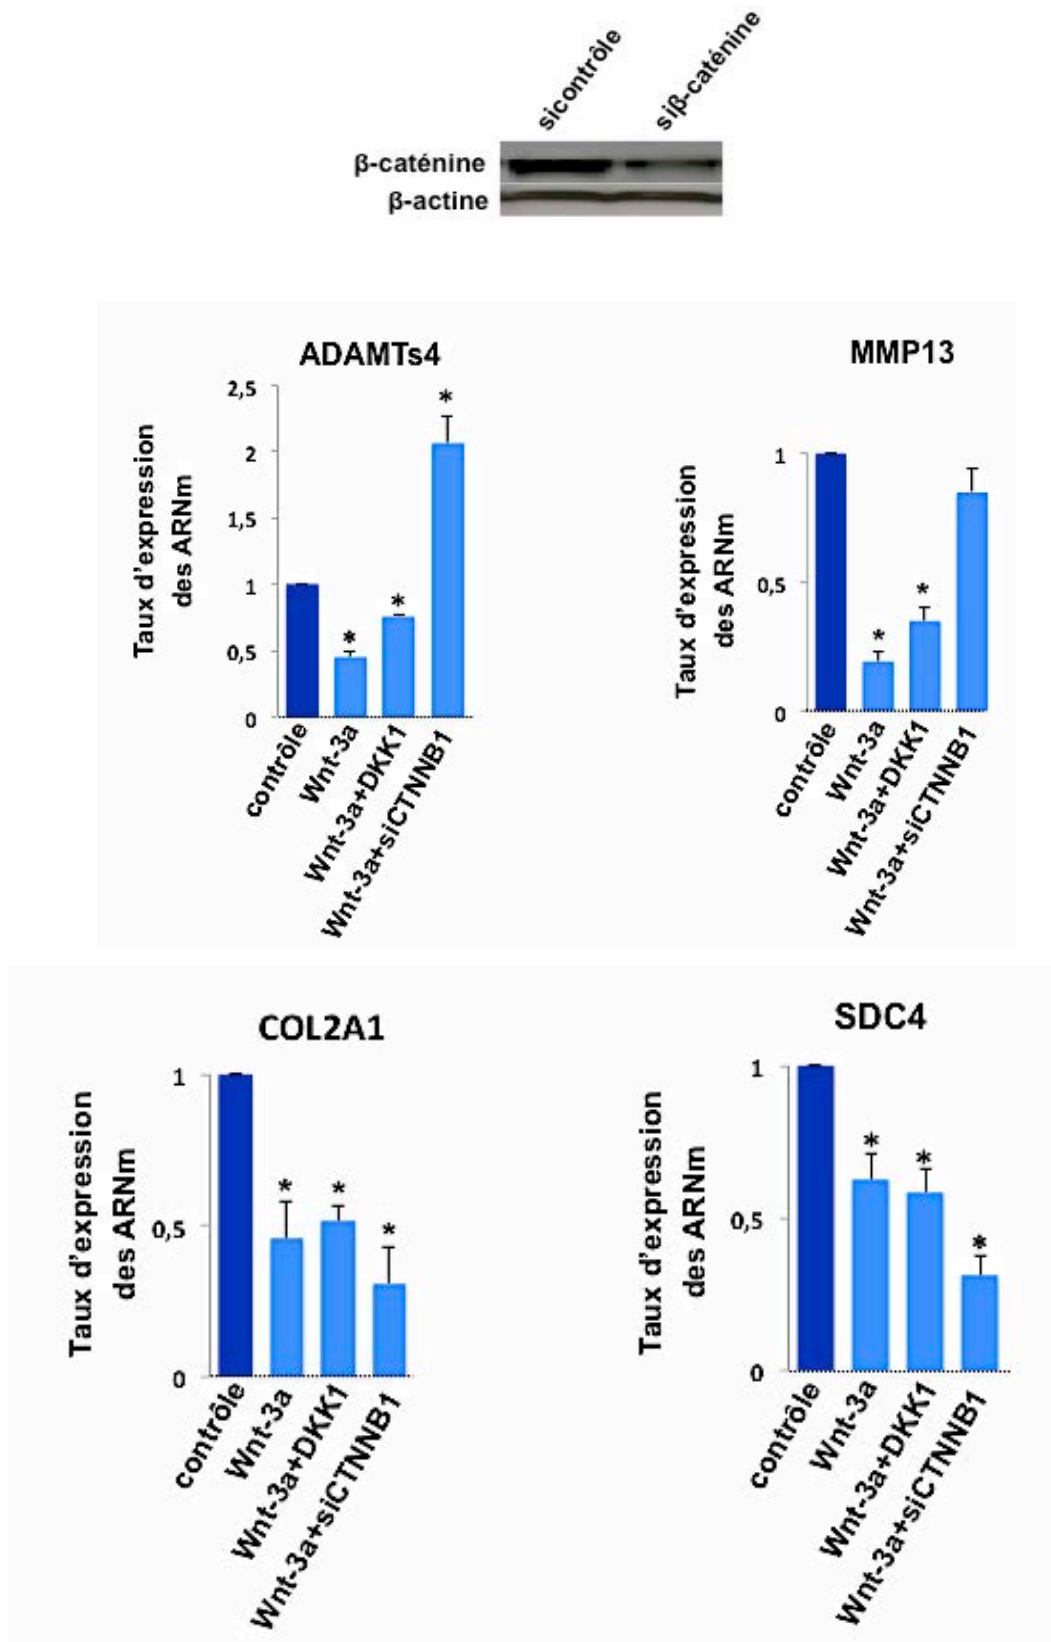 sicontrôle
siβ-caténine
β-caténine
β-actine
ADAMTs4
Taux d'expression
des ARNm
2,5
2
1,5
1
0,5
0
*
*
*
contrôle
Wnt-3a
Wnt-3a+DKK1
Wnt-3a+siCTNNB1
MMP13
Taux d'expression
des ARNm
1
0,5
0
*
*
contrôle
Wnt-3a
Wnt-3a+DKK1
Wnt-3a+siCTNNB1
COL2A1
Taux d'expression
des ARNm
1
0,5
0
*
*
*
contrôle
Wnt-3a
Wnt-3a+DKK1
Wnt-3a+siCTNNB1
SDC4
Taux d'expression
des ARNm
1
0,5
0
*
*
*
contrôle
Wnt-3a
Wnt-3a+DKK1
Wnt-3a+siCTNNB1